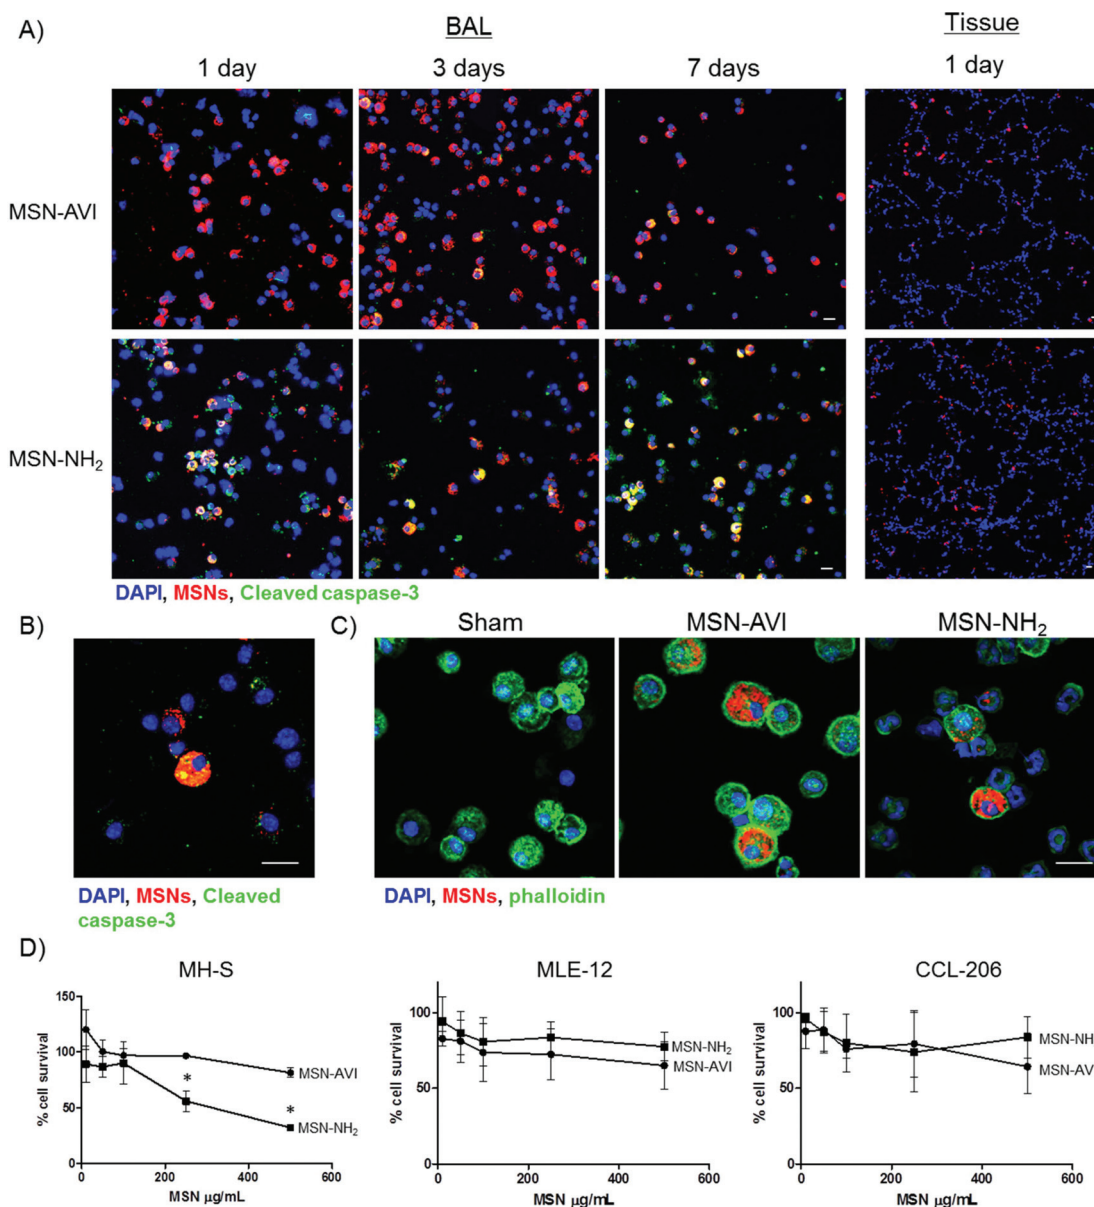 A)
BAL
Tissue
1 day
3 days
7 days
1 day
MSN-AVI
MSN-NH₂
DAPI, MSNs, Cleaved caspase-3
B)
DAPI, MSNs, Cleaved
caspase-3
C)
Sham
MSN-AVI
MSN-NH₂
DAPI, MSNs, phalloidin
D)
MH-S
% cell survival
150
100
50
0
*
*
MSN-AVI
MSN-NH₂
0
200
400
600
MSN µg/mL
MLE-12
% cell survival
100
50
0
MSN-NH₂
MSN-AVI
0
200
400
600
MSN µg/mL
CCL-206
% cell survival
100
50
0
MSN-NH
MSN-AV
0
200
400
600
MSN µg/mL